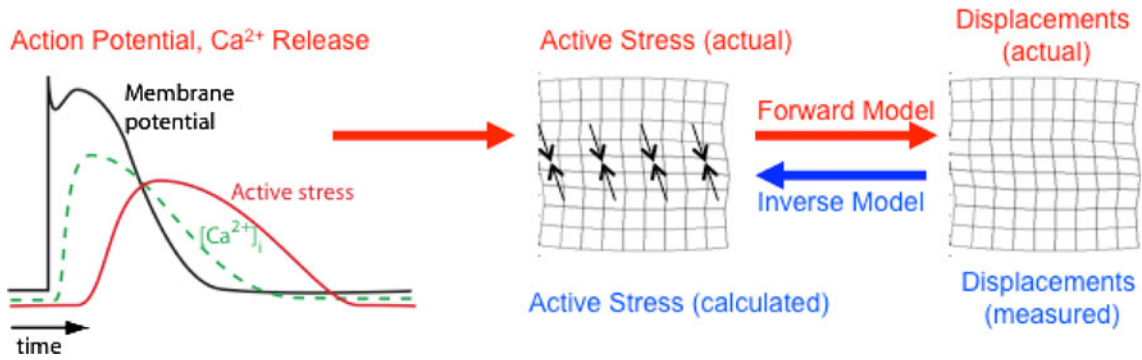 Action Potential, Ca²⁺ Release
Membrane
potential
Active stress
[Ca²⁺]ᵢ
time
Active Stress (actual)
Forward Model
Inverse Model
Active Stress (calculated)
Displacements
(actual)
Displacements
(measured)